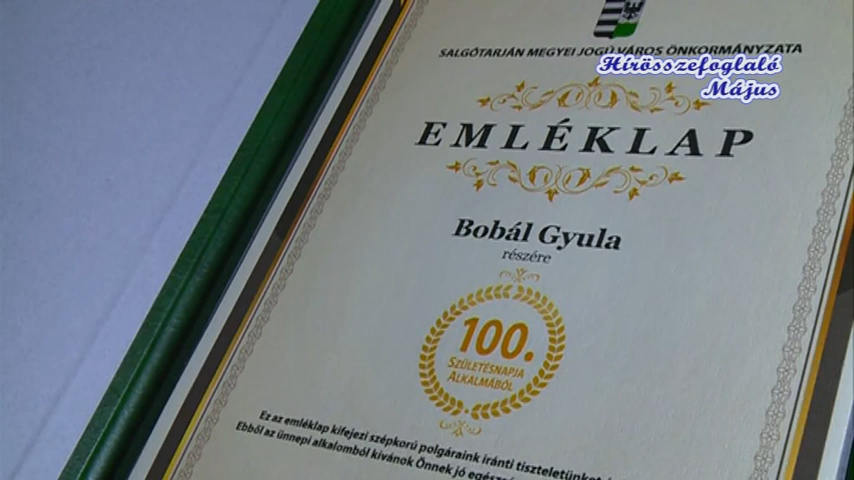 SALGÓTARJÁN MEGYEI JOGÚ VÁROS ÖNKORMÁNYZATA
Hírösszefoglaló
Május
EMLÉKLAP
Bobál Gyula
részére
100.
SZÜLETÉSNAPJA
ALKALMÁBÓL
Ez az emléklap kifejezi szépkorú polgáraink iránti tiszteletünket
Ebből az ünnepi alkalomból kívánok Önnek jó